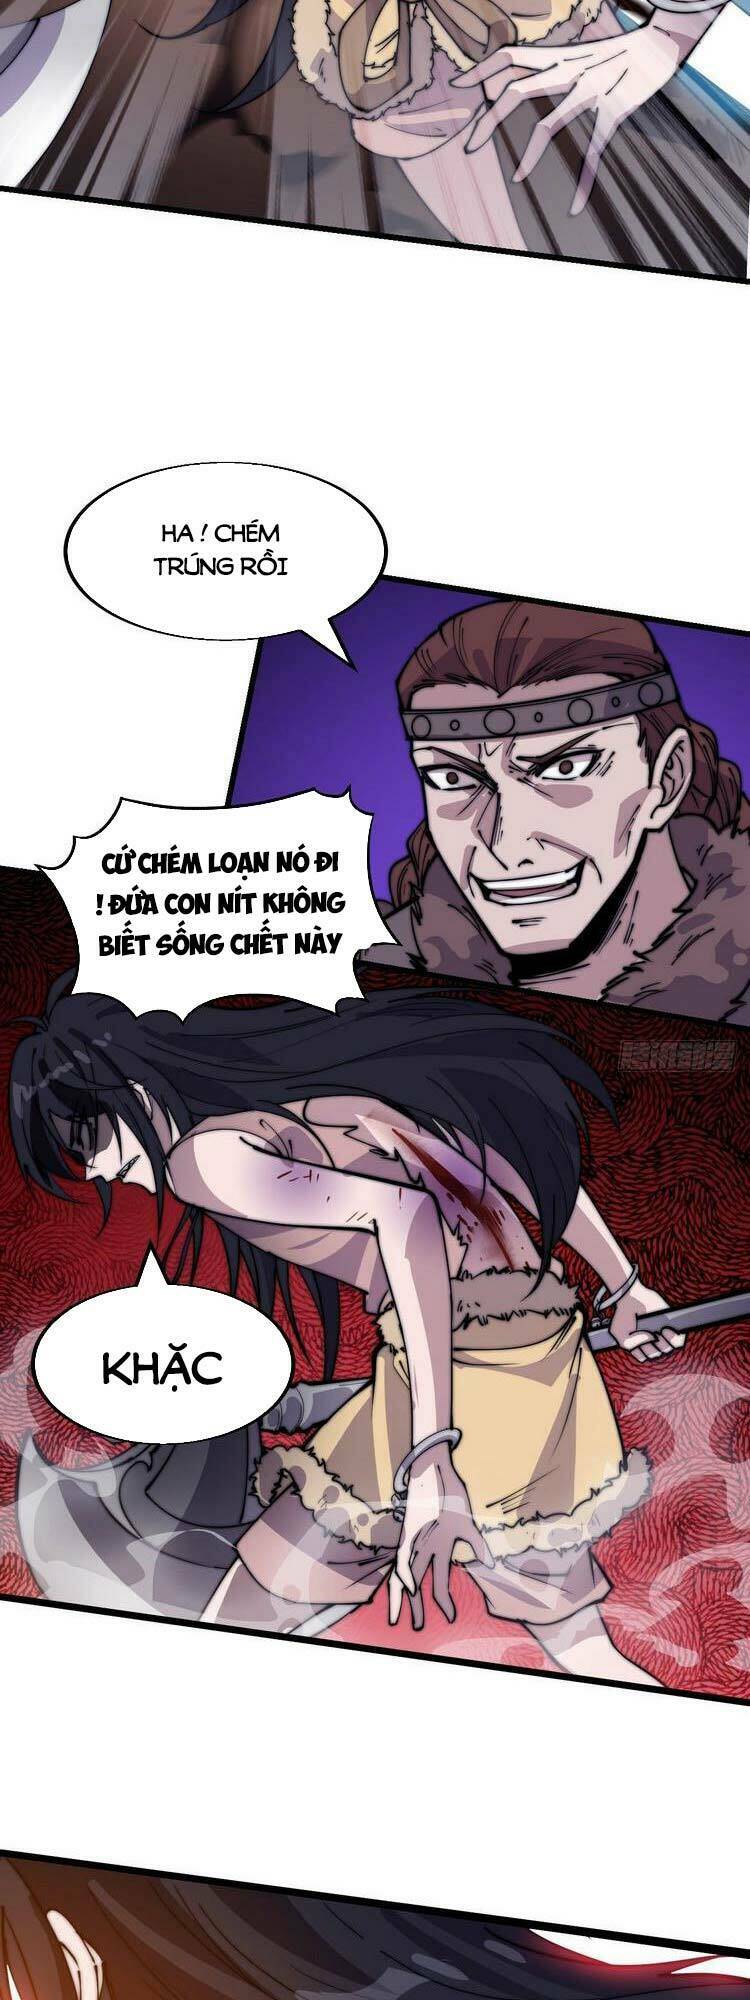 HA! CHÉM
TRÚNG RỒI
CỨ CHÉM LOẠN NÓ ĐI
! ĐỨA CON NÍT KHÔNG
BIẾT SỐNG CHẾT NÀY
KHẶC